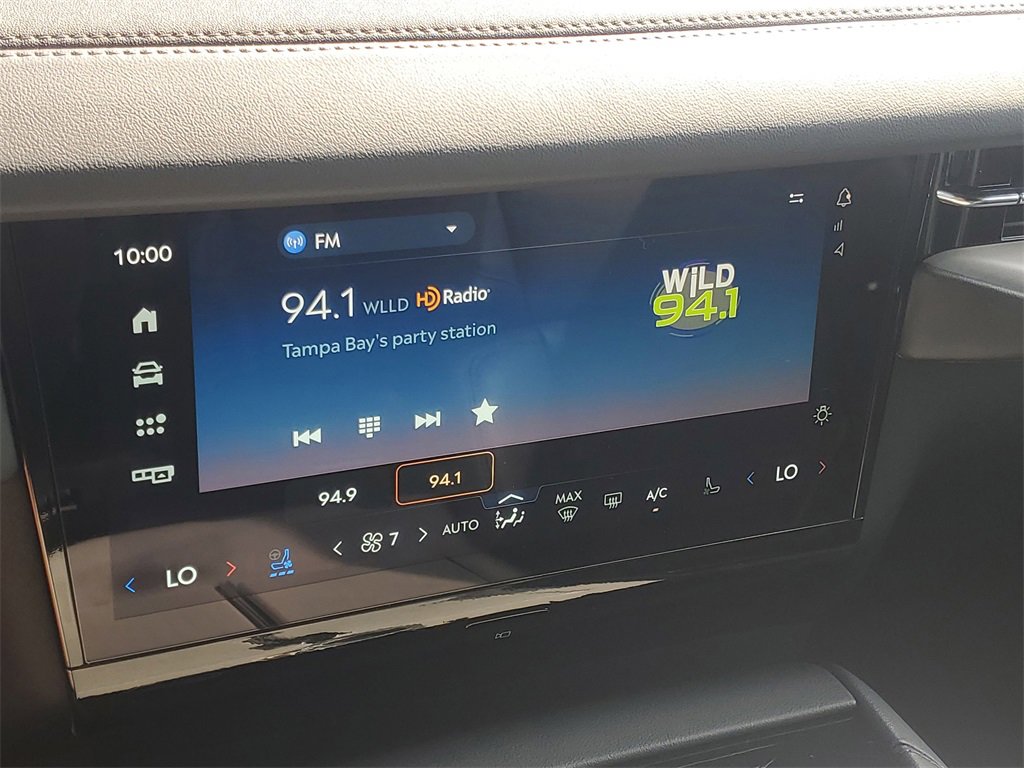 10:00
FM
94.1 WLLD HD Radio
Tampa Bay's party station
WiLD
94.1
94.9
94.1
LO
7
AUTO
MAX
A/C
LO